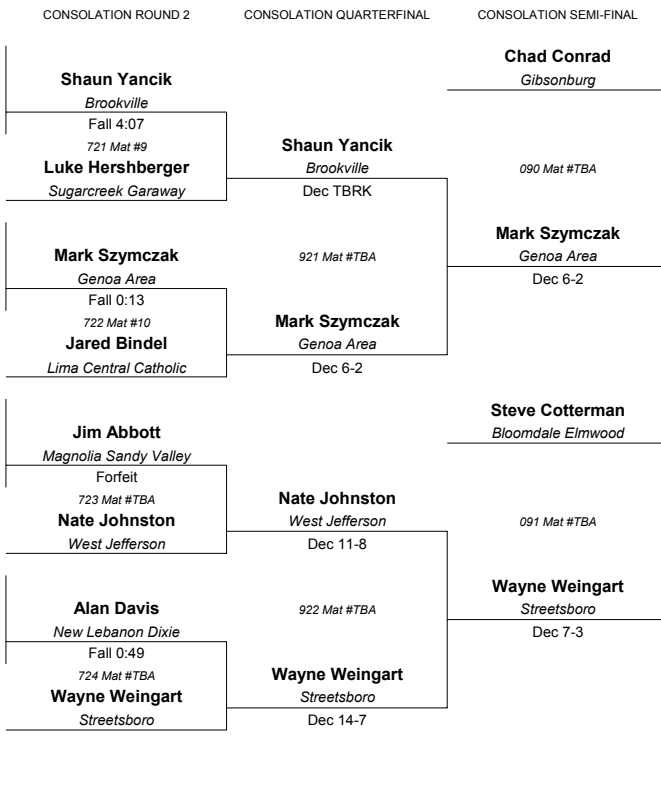 CONSOLATION ROUND 2
CONSOLATION QUARTERFINAL
CONSOLATION SEMI-FINAL
Chad Conrad
Gibsonburg
Shaun Yancik
Brookville
Fall 4:07
721 Mat #9
Luke Hershberger
Sugarcreek Garaway
Shaun Yancik
Brookville
Dec TBRK
090 Mat #TBA
Mark Szymczak
Genoa Area
Fall 0:13
722 Mat #10
Jared Bindel
Lima Central Catholic
921 Mat #TBA
Mark Szymczak
Genoa Area
Dec 6-2
Mark Szymczak
Genoa Area
Dec 6-2
Steve Cotterman
Bloomdale Elmwood
Jim Abbott
Magnolia Sandy Valley
Forfeit
723 Mat #TBA
Nate Johnston
West Jefferson
Nate Johnston
West Jefferson
Dec 11-8
091 Mat #TBA
Alan Davis
New Lebanon Dixie
Fall 0:49
724 Mat #TBA
Wayne Weingart
Streetsboro
922 Mat #TBA
Wayne Weingart
Streetsboro
Dec 14-7
Wayne Weingart
Streetsboro
Dec 7-3